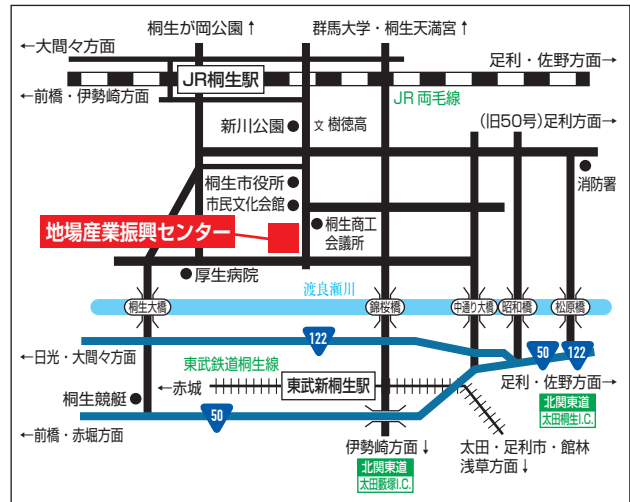 桐生が岡公園↑
群馬大学・桐生天満宮↑
←大間々方面
足利・佐野方面→
JR桐生駅
←前橋・伊勢崎方面
JR両毛線
新川公園
文 樹徳高
(旧50号)足利方面→
桐生市役所
消防署
市民文化会館
桐生商工
会議所
地場産業振興センター
厚生病院
渡良瀬川
桐生大橋
錦桜橋
中通り大橋
昭和橋
松原橋
122
←日光・大間々方面
50
122
東武鉄道桐生線
←赤城
東武新桐生駅
足利・佐野方面→
桐生競艇
北関東道
太田桐生I.C.
50
←前橋・赤堀方面
伊勢崎方面↓
太田・足利市・館林
浅草方面↓
北関東道
太田藪塚I.C.